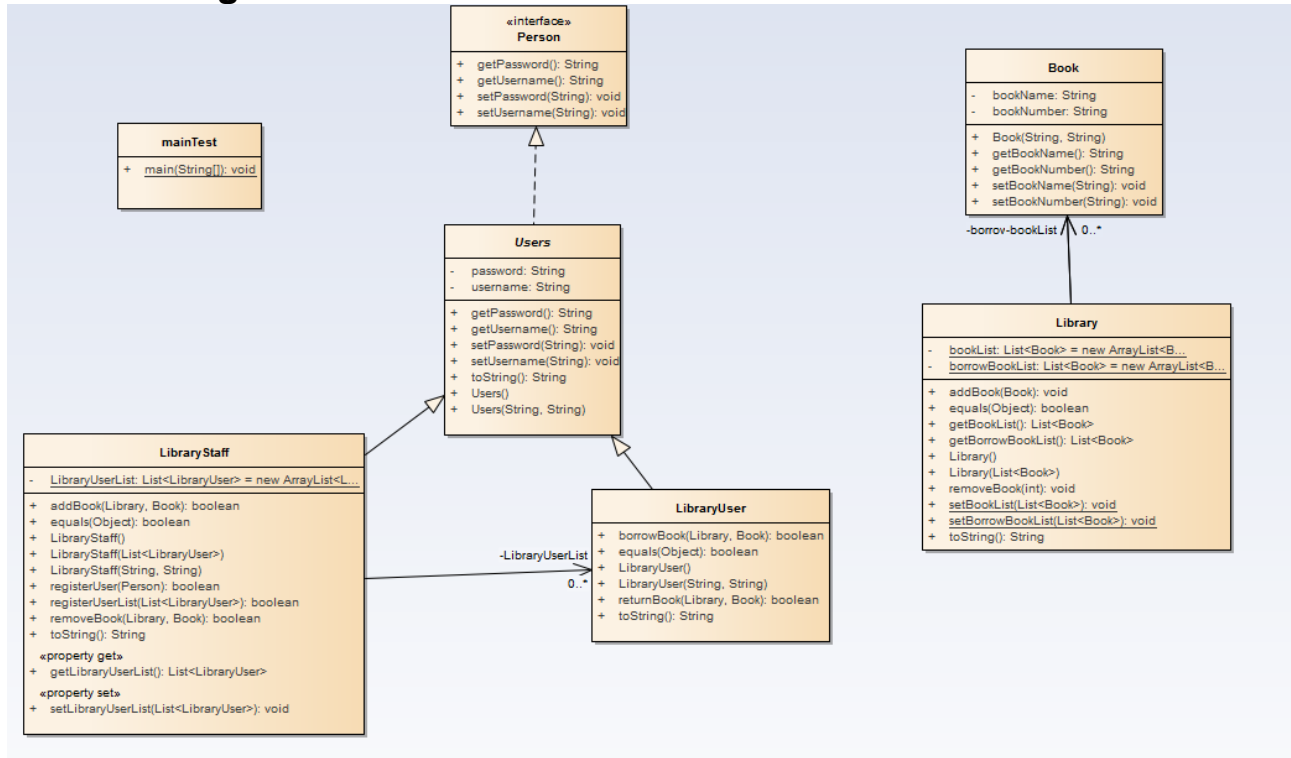 «interface»
Person
+ getPassword(): String
+ getUsername(): String
+ setPassword(String): void
+ setUsername(String): void
mainTest
+ main(String[]): void
Book
- bookName: String
- bookNumber: String
+ Book(String, String)
+ getBookName(): String
+ getBookNumber(): String
+ setBookName(String): void
+ setBookNumber(String): void
-borrov-bookList 0..*
Users
- password: String
- username: String
+ getPassword(): String
+ getUsername(): String
+ setPassword(String): void
+ setUsername(String): void
+ toString(): String
+ Users()
+ Users(String, String)
Library
- bookList: List<Book> = new ArrayList<B...
- borrowBookList: List<Book> = new ArrayList<B...
+ addBook(Book): void
+ equals(Object): boolean
+ getBookList(): List<Book>
+ getBorrowBookList(): List<Book>
+ Library()
+ Library(List<Book>)
+ removeBook(int): void
+ setBookList(List<Book>): void
+ setBorrowBookList(List<Book>): void
+ toString(): String
LibraryStaff
- LibraryUserList: List<LibraryUser> = new ArrayList<L...
+ addBook(Library, Book): boolean
+ equals(Object): boolean
+ LibraryStaff()
+ LibraryStaff(List<LibraryUser>)
+ LibraryStaff(String, String)
+ registerUser(Person): boolean
+ registerUserList(List<LibraryUser>): boolean
+ removeBook(Library, Book): boolean
+ toString(): String
«property get»
+ getLibraryUserList(): List<LibraryUser>
«property set»
+ setLibraryUserList(List<LibraryUser>): void
-LibraryUserList
0..*
LibraryUser
+ borrowBook(Library, Book): boolean
+ equals(Object): boolean
+ LibraryUser()
+ LibraryUser(String, String)
+ returnBook(Library, Book): boolean
+ toString(): String